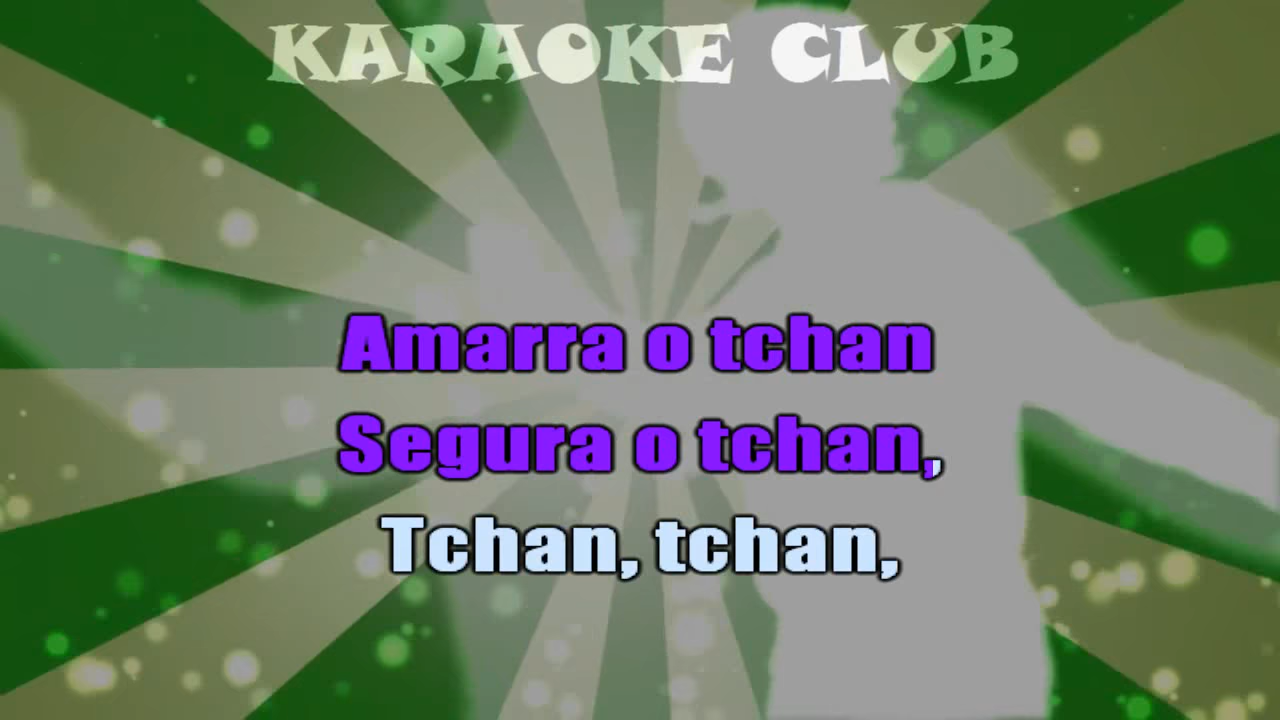 KARAOKE CLUB
Amarra o tchan
Segura o tchan,
Tchan, tchan,